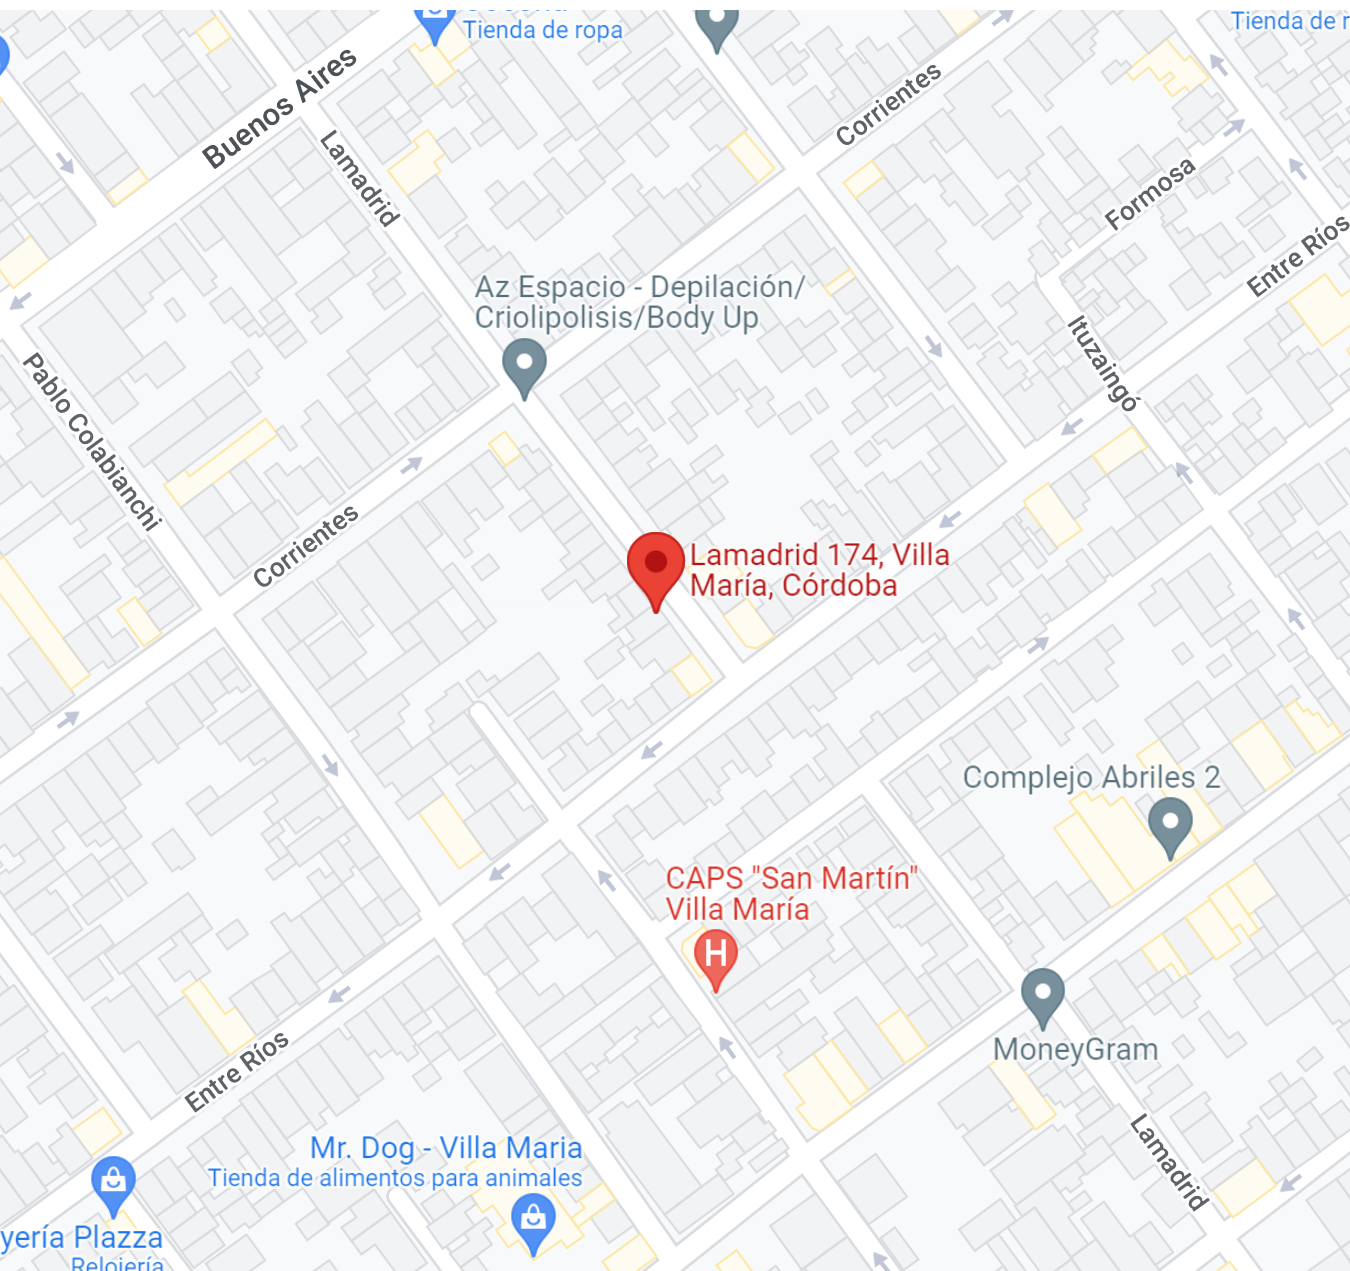 Tienda de ropa
Tienda de r
Buenos Aires
Corrientes
Lamadrid
Formosa
Entre Ríos
Az Espacio - Depilación/
Criolipolisis/Body Up
Ituzaingó
Pablo Colabianchi
Corrientes
Lamadrid 174, Villa
María, Córdoba
Complejo Abriles 2
CAPS "San Martín"
Villa María
H
MoneyGram
Entre Ríos
Mr. Dog - Villa Maria
Tienda de alimentos para animales
Lamadrid
yería Plazza
Relojería